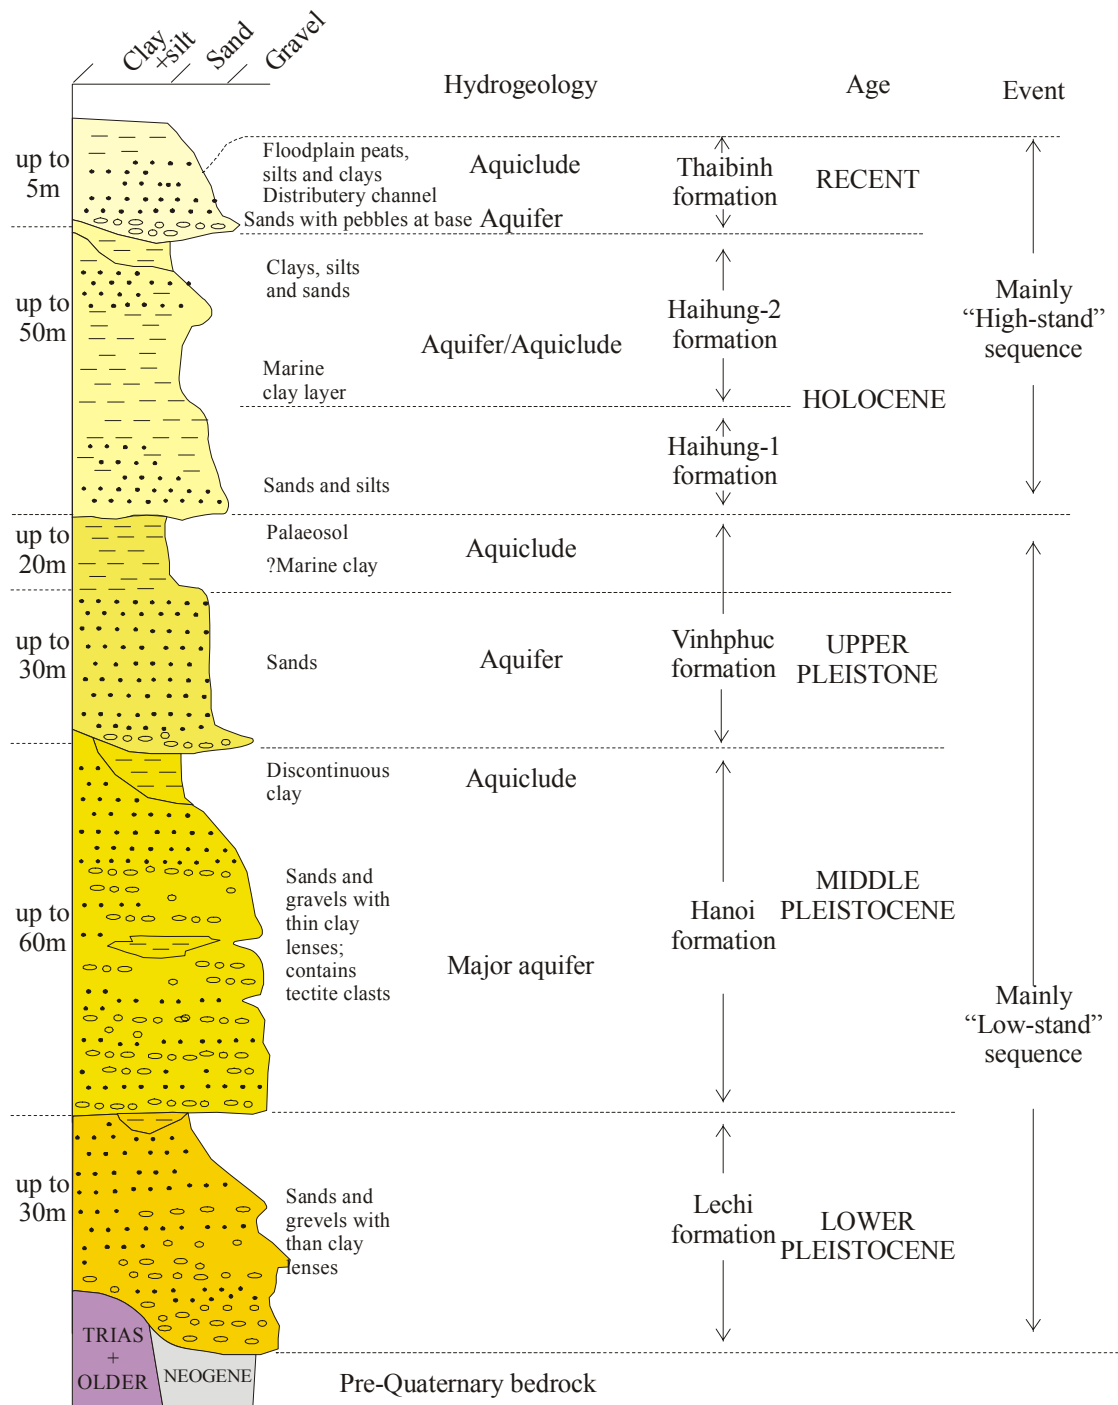 Clay
+silt
Sand
Gravel
Hydrogeology
Age
Event
up to
5m
Floodplain peats,
silts and clays
Distributery channel
Sands with pebbles at base
Aquiclude
Aquifer
Thaibinh
formation
RECENT
up to
50m
Clays, silts
and sands
Marine
clay layer
Aquifer/Aquiclude
Haihung-2
formation
HOLOCENE
Mainly
“High-stand”
sequence
Sands and silts
Haihung-1
formation
up to
20m
Palaeosol
?Marine clay
Aquiclude
up to
30m
Sands
Aquifer
Vinhphuc
formation
UPPER
PLEISTONE
Discontinuous
clay
Aquiclude
up to
60m
Sands and
gravels with
thin clay
lenses;
contains
tectite clasts
Major aquifer
Hanoi
formation
MIDDLE
PLEISTOCENE
Mainly
“Low-stand”
sequence
up to
30m
Sands and
grevels with
than clay
lenses
Lechi
formation
LOWER
PLEISTOCENE
TRIAS
+
OLDER
NEOGENE
Pre-Quaternary bedrock